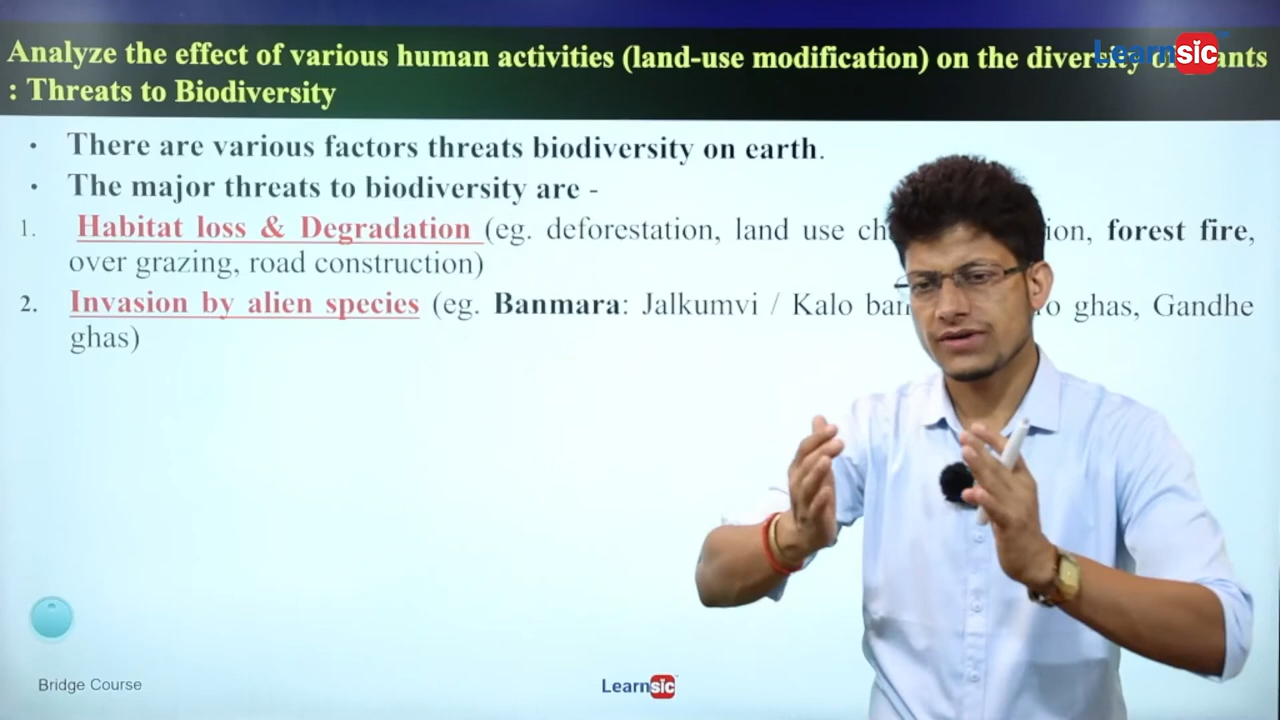 Analyze the effect of various human activities (land-use modification) on the diversity of
: Threats to Biodiversity
Learnsic
• There are various factors threats biodiversity on earth.
• The major threats to biodiversity are -
1. Habitat loss & Degradation (eg. deforestation, land use forest fire,
over grazing, road construction)
2. Invasion by alien species (eg. Banmara: Jalkumvi / Kalo ghas, Gandhe
ghas)
Bridge Course
Learnsic